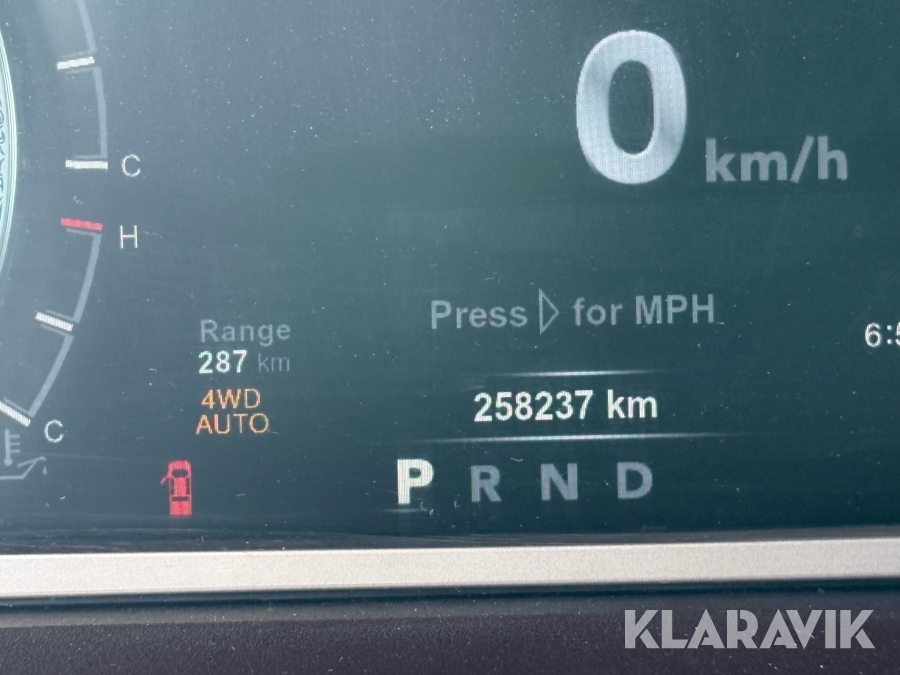 0 km/h
C
H
Press ▷ for MPH
Range
287 km
4WD
AUTO
C
258237 km
P R N D
KLARAVIK